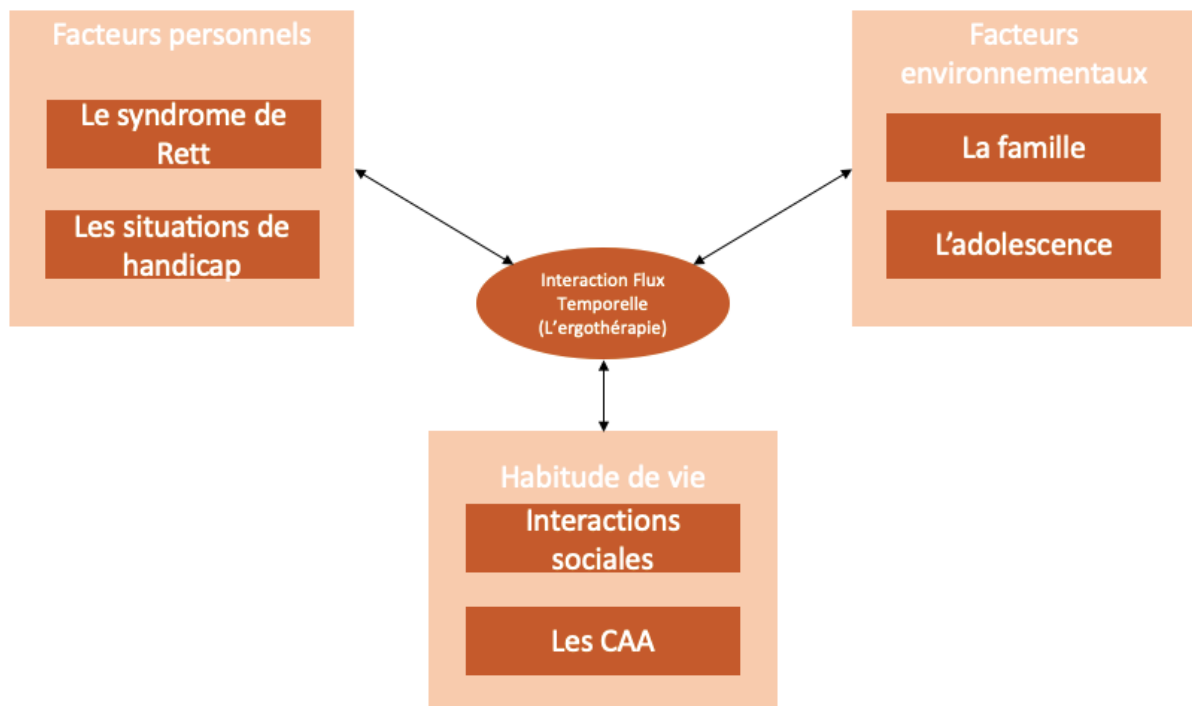 Facteurs personnels
Le syndrome de
Rett
Les situations de
handicap
Facteurs
environnementaux
La famille
L'adolescence
Interaction Flux
Temporelle
(L'ergothérapie)
Habitude de vie
Interactions
sociales
Les CAA